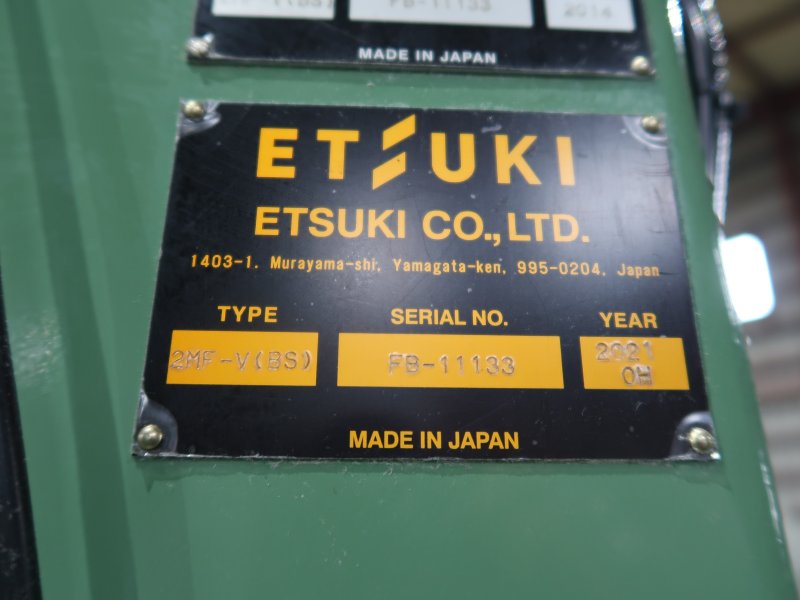 FB-11133
2014
MADE IN JAPAN
ETSUKI
ETSUKI CO., LTD.
1403-1. Murayama-shi, Yamagata-ken, 995-0204, Japan
TYPE SERIAL NO. YEAR
2MF-V(BS) FB-11133 2021
OH
MADE IN JAPAN